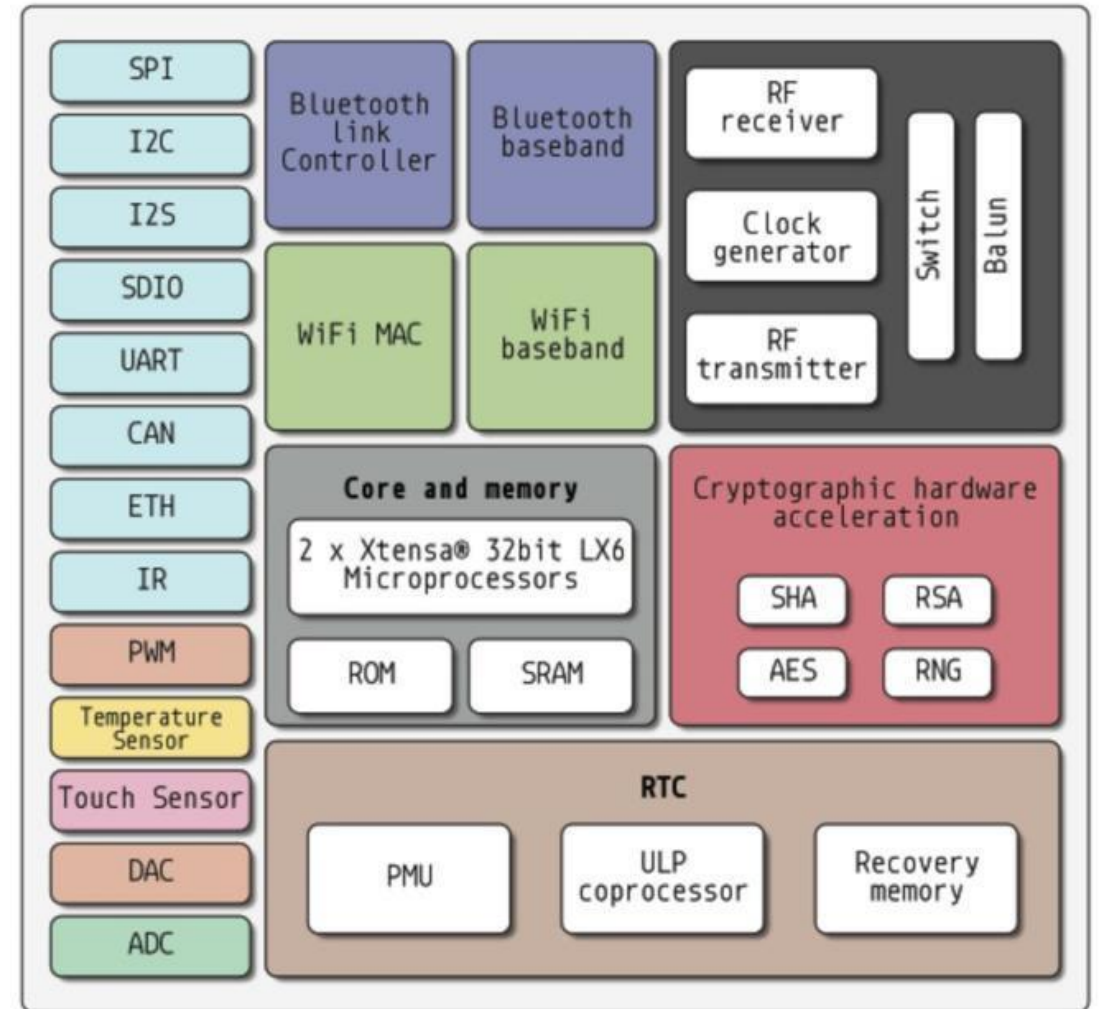 SPI
I2C
I2S
SDIO
UART
CAN
ETH
IR
PWM
Temperature
Sensor
Touch Sensor
DAC
ADC
Bluetooth
link
Controller
Bluetooth
baseband
WiFi MAC
WiFi
baseband
RF
receiver
Clock
generator
RF
transmitter
Switch
Balun
Core and memory
2 x Xtensa® 32bit LX6
Microprocessors
ROM
SRAM
Cryptographic hardware
acceleration
SHA
RSA
AES
RNG
RTC
PMU
ULP
coprocessor
Recovery
memory